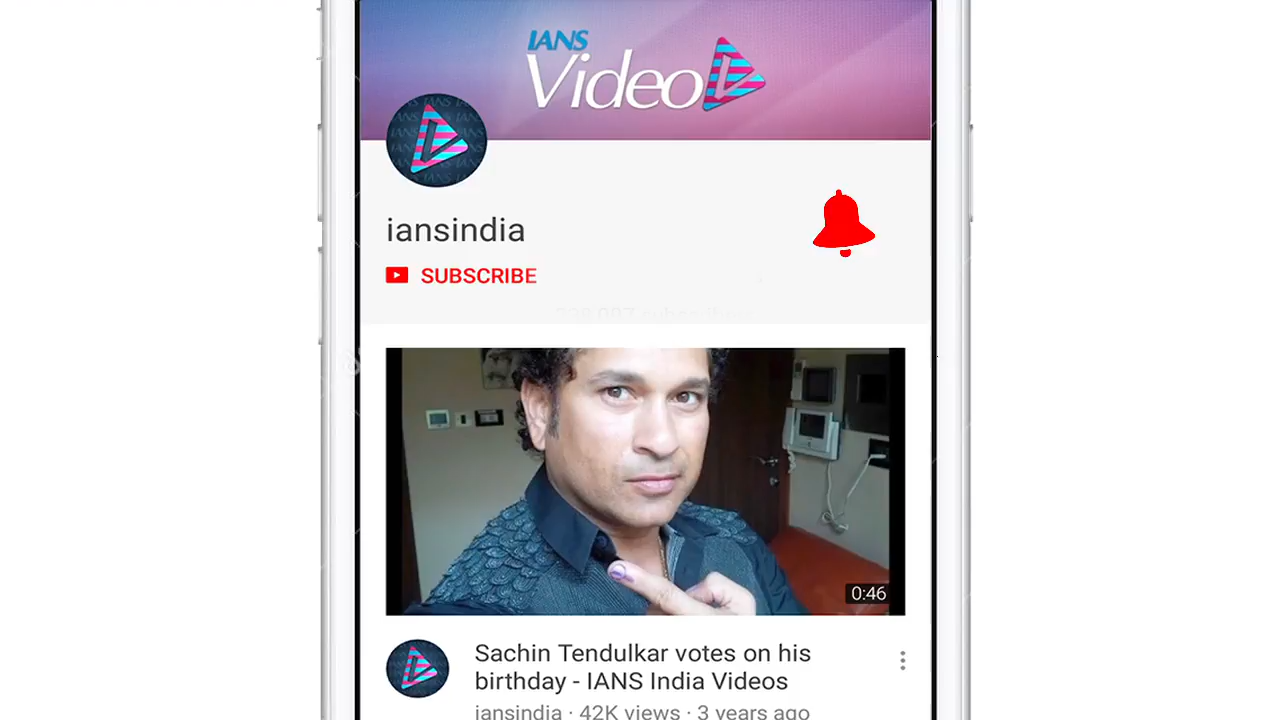 IANS
Video
iansindia
SUBSCRIBE
0:46
Sachin Tendulkar votes on his
birthday - IANS India Videos
iansindia · 42K views · 3 years ago